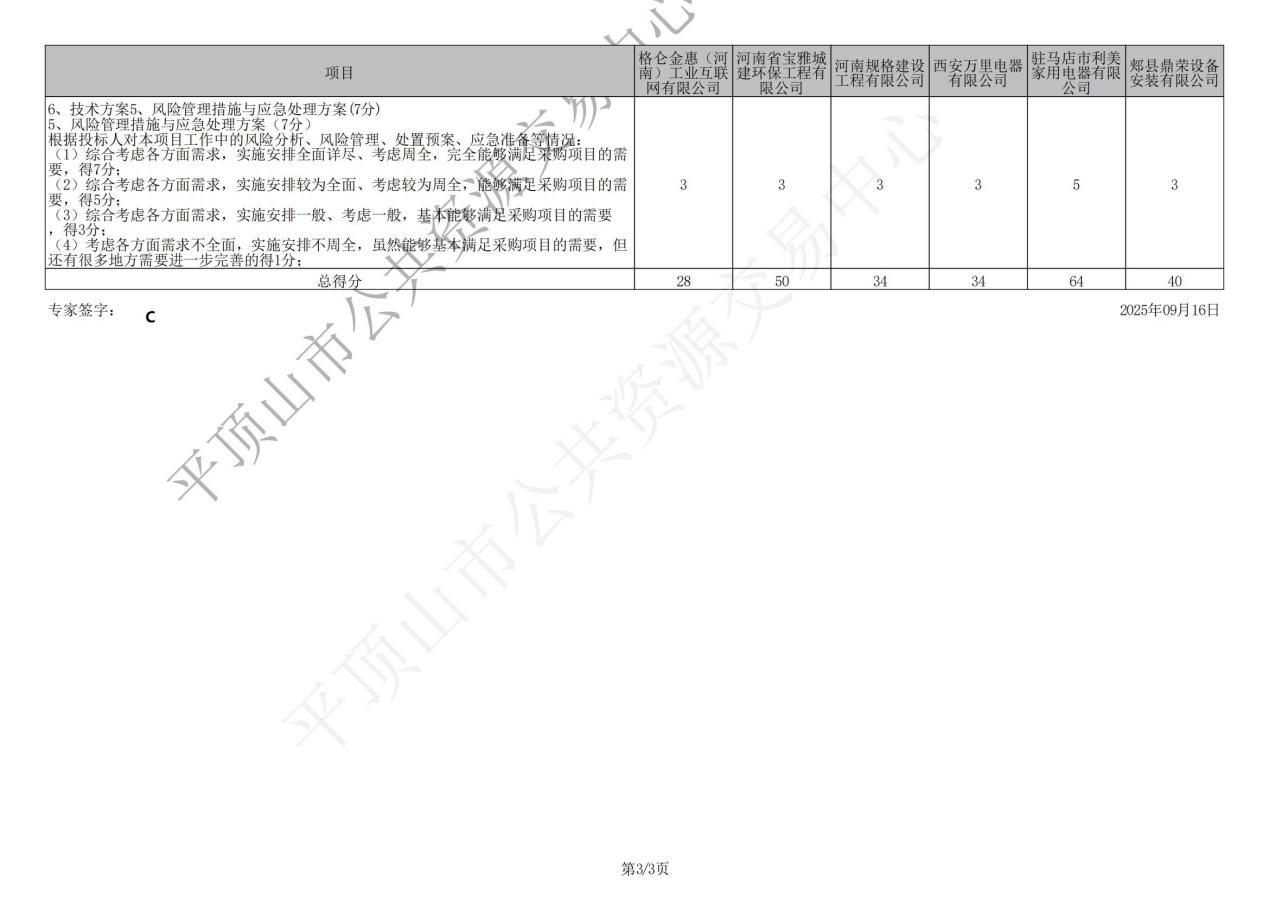 项目
格仑金惠（河
南）工业互联
网有限公司
河南省宝雅城
建环保工程有
限公司
河南规格建设
工程有限公司
西安万里电器
有限公司
驻马店市利美
家用电器有限
公司
郏县鼎荣设备
安装有限公司
6、技术方案5、风险管理措施与应急处理方案(7分)
5、风险管理措施与应急处理方案（7分）
根据投标人对本项目工作中的风险分析、风险管理、处置预案、应急准备等情况：
（1）综合考虑各方面需求，实施安排全面详尽、考虑周全，完全能够满足采购项目的需
要，得7分；
（2）综合考虑各方面需求，实施安排较为全面、考虑较为周全，能够满足采购项目的需
要，得5分；
（3）综合考虑各方面需求，实施安排一般、考虑一般，基本能够满足采购项目的需要
，得3分；
（4）考虑各方面需求不全面，实施安排不周全，虽然能够基本满足采购项目的需要，但
还有很多地方需要进一步完善的得1分；
3 3 3 3 5 3
总得分 28 50 34 34 64 40
专家签字： C 2025年09月16日
平顶山市公共资源交易中心
平顶山市公共资源交易中心
第3/3页